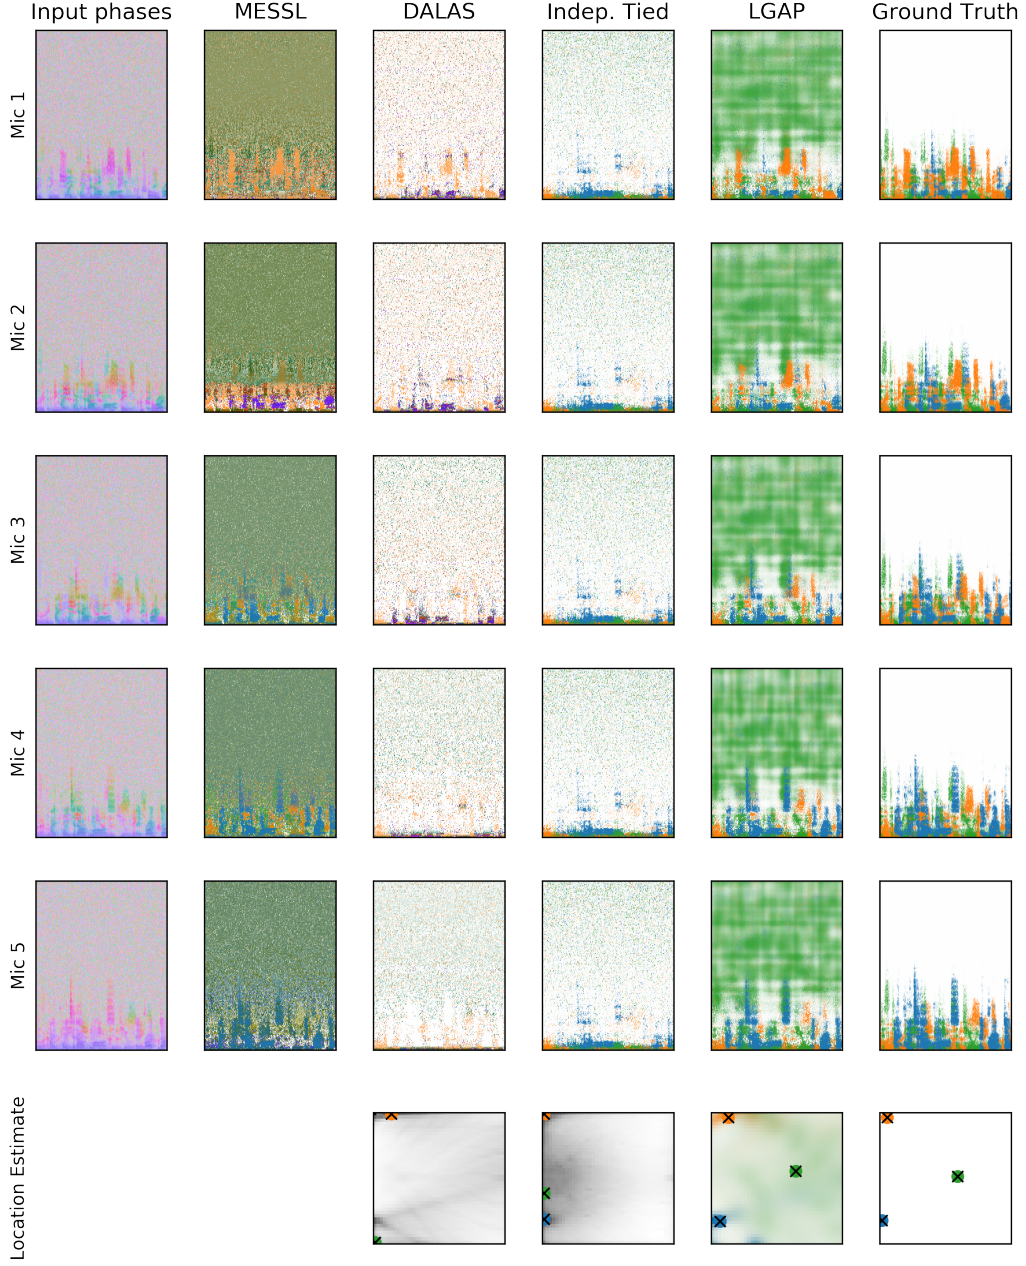 Input phases
MESSL
DALAS
Indep. Tied
LGAP
Ground Truth
Mic 1
Mic 2
Mic 3
Mic 4
Mic 5
Location Estimate